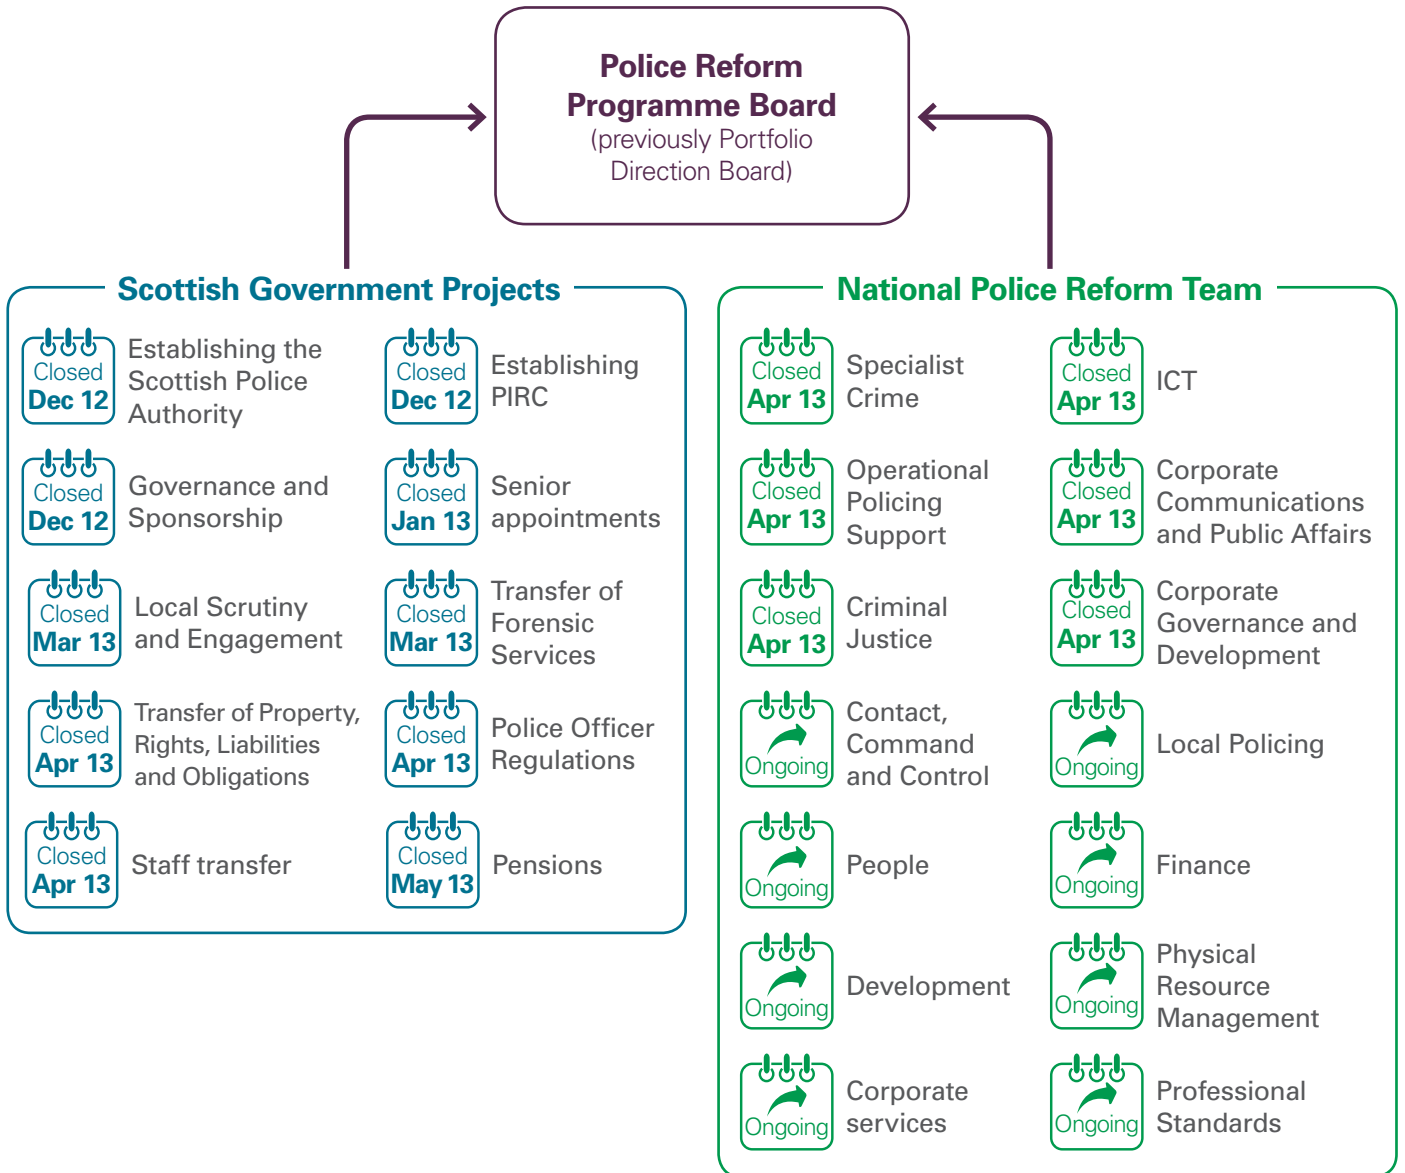 Police Reform
Programme Board
(previously Portfolio
Direction Board)
Scottish Government Projects
Closed
Dec 12
Establishing the
Scottish Police
Authority
Closed
Dec 12
Establishing
PIRC
Closed
Dec 12
Governance and
Sponsorship
Closed
Jan 13
Senior
appointments
Closed
Mar 13
Local Scrutiny
and Engagement
Closed
Mar 13
Transfer of
Forensic
Services
Closed
Apr 13
Transfer of Property,
Rights, Liabilities
and Obligations
Closed
Apr 13
Police Officer
Regulations
Closed
Apr 13
Staff transfer
Closed
May 13
Pensions
National Police Reform Team
Closed
Apr 13
Specialist
Crime
Closed
Apr 13
ICT
Closed
Apr 13
Operational
Policing
Support
Closed
Apr 13
Corporate
Communications
and Public Affairs
Closed
Apr 13
Criminal
Justice
Closed
Apr 13
Corporate
Governance and
Development
Ongoing
Contact,
Command
and Control
Ongoing
Local Policing
Ongoing
People
Ongoing
Finance
Ongoing
Development
Ongoing
Physical
Resource
Management
Ongoing
Corporate
services
Ongoing
Professional
Standards